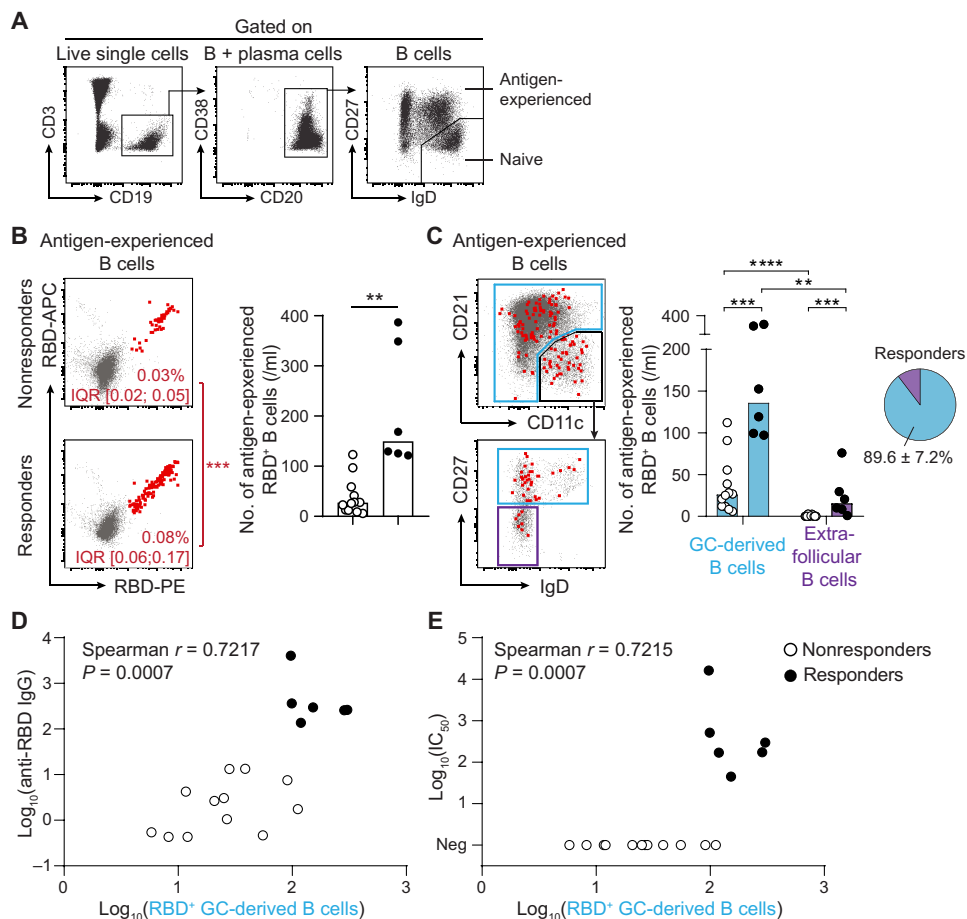 A
Gated on
Live single cells
B + plasma cells
B cells
CD3
CD19
CD38
CD20
CD27
IgD
Antigen-
experienced
Naive
B
Antigen-experienced
B cells
Nonresponders
RBD-APC
0.03%
IQR [0.02; 0.05]
***
Responders
0.08%
IQR [0.06;0.17]
RBD-PE
No. of antigen-epxerienced
RBD+ B cells (/ml)
400
300
200
100
0
**
C
Antigen-experienced
B cells
CD21
CD11c
CD27
IgD
No. of antigen-epxerienced
RBD+ B cells (/ml)
400
200
150
100
50
0
****
**
***
***
GC-derived
B cells
Extra-
follicular
B cells
Responders
89.6 ± 7.2%
D
Spearman r = 0.7217
P = 0.0007
Log10(anti-RBD IgG)
4
3
2
1
0
–1
0
1
2
3
Log10(RBD+ GC-derived B cells)
E
Spearman r = 0.7215
P = 0.0007
Log10(IC50)
5
4
3
2
1
Neg
0
1
2
3
Log10(RBD+ GC-derived B cells)
Nonresponders
Responders